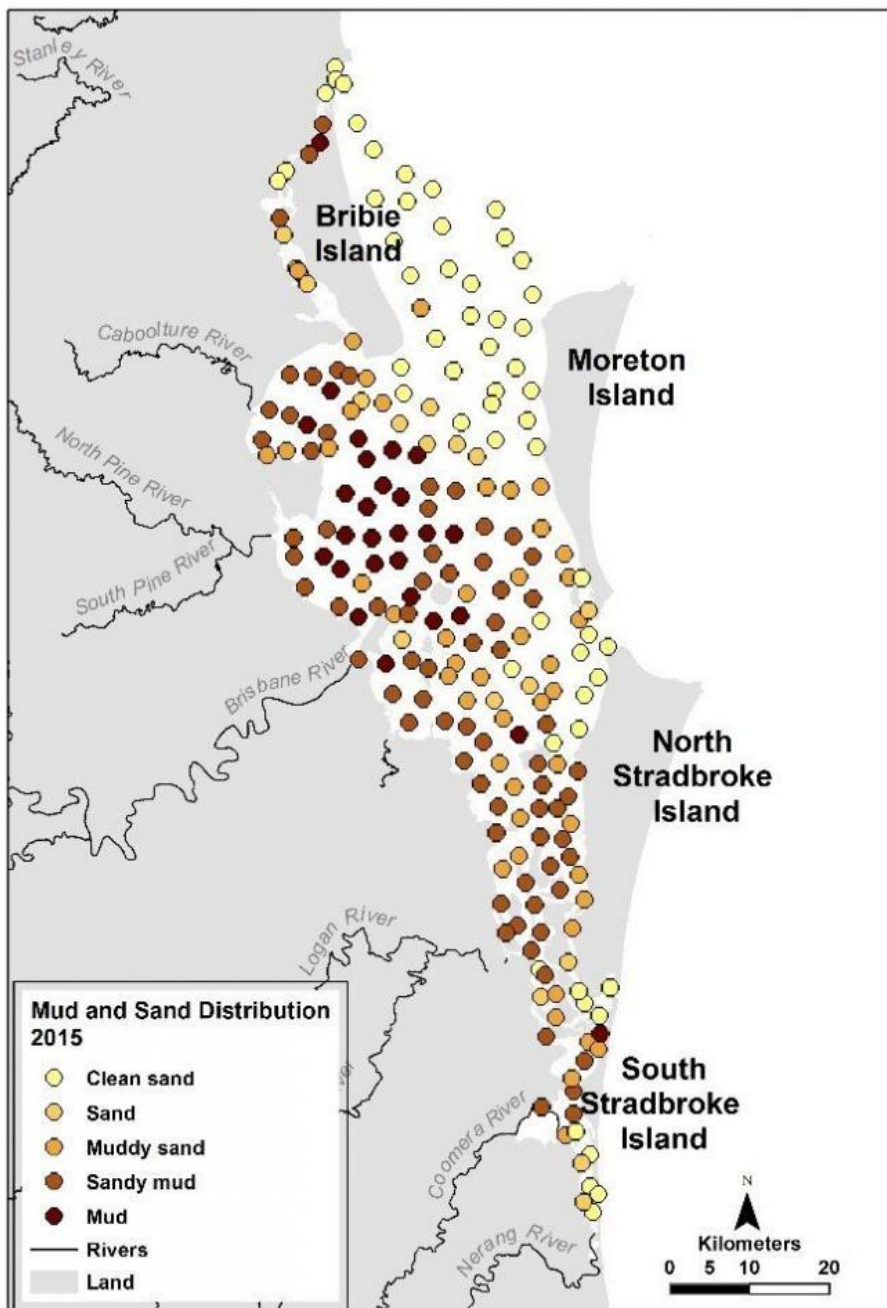 Stanley
River
Bribie
Island
Caboolture River
Moreton
Island
North Pine
River
South Pine
River
Brisbane River
North
Stradbroke
Island
Logan River
Mud and Sand Distribution
2015
Clean sand
Sand
Muddy sand
Sandy mud
Mud
Rivers
Land
South
Stradbroke
Island
Coomera River
Nerang River
N
Kilometers
0 5 10 20